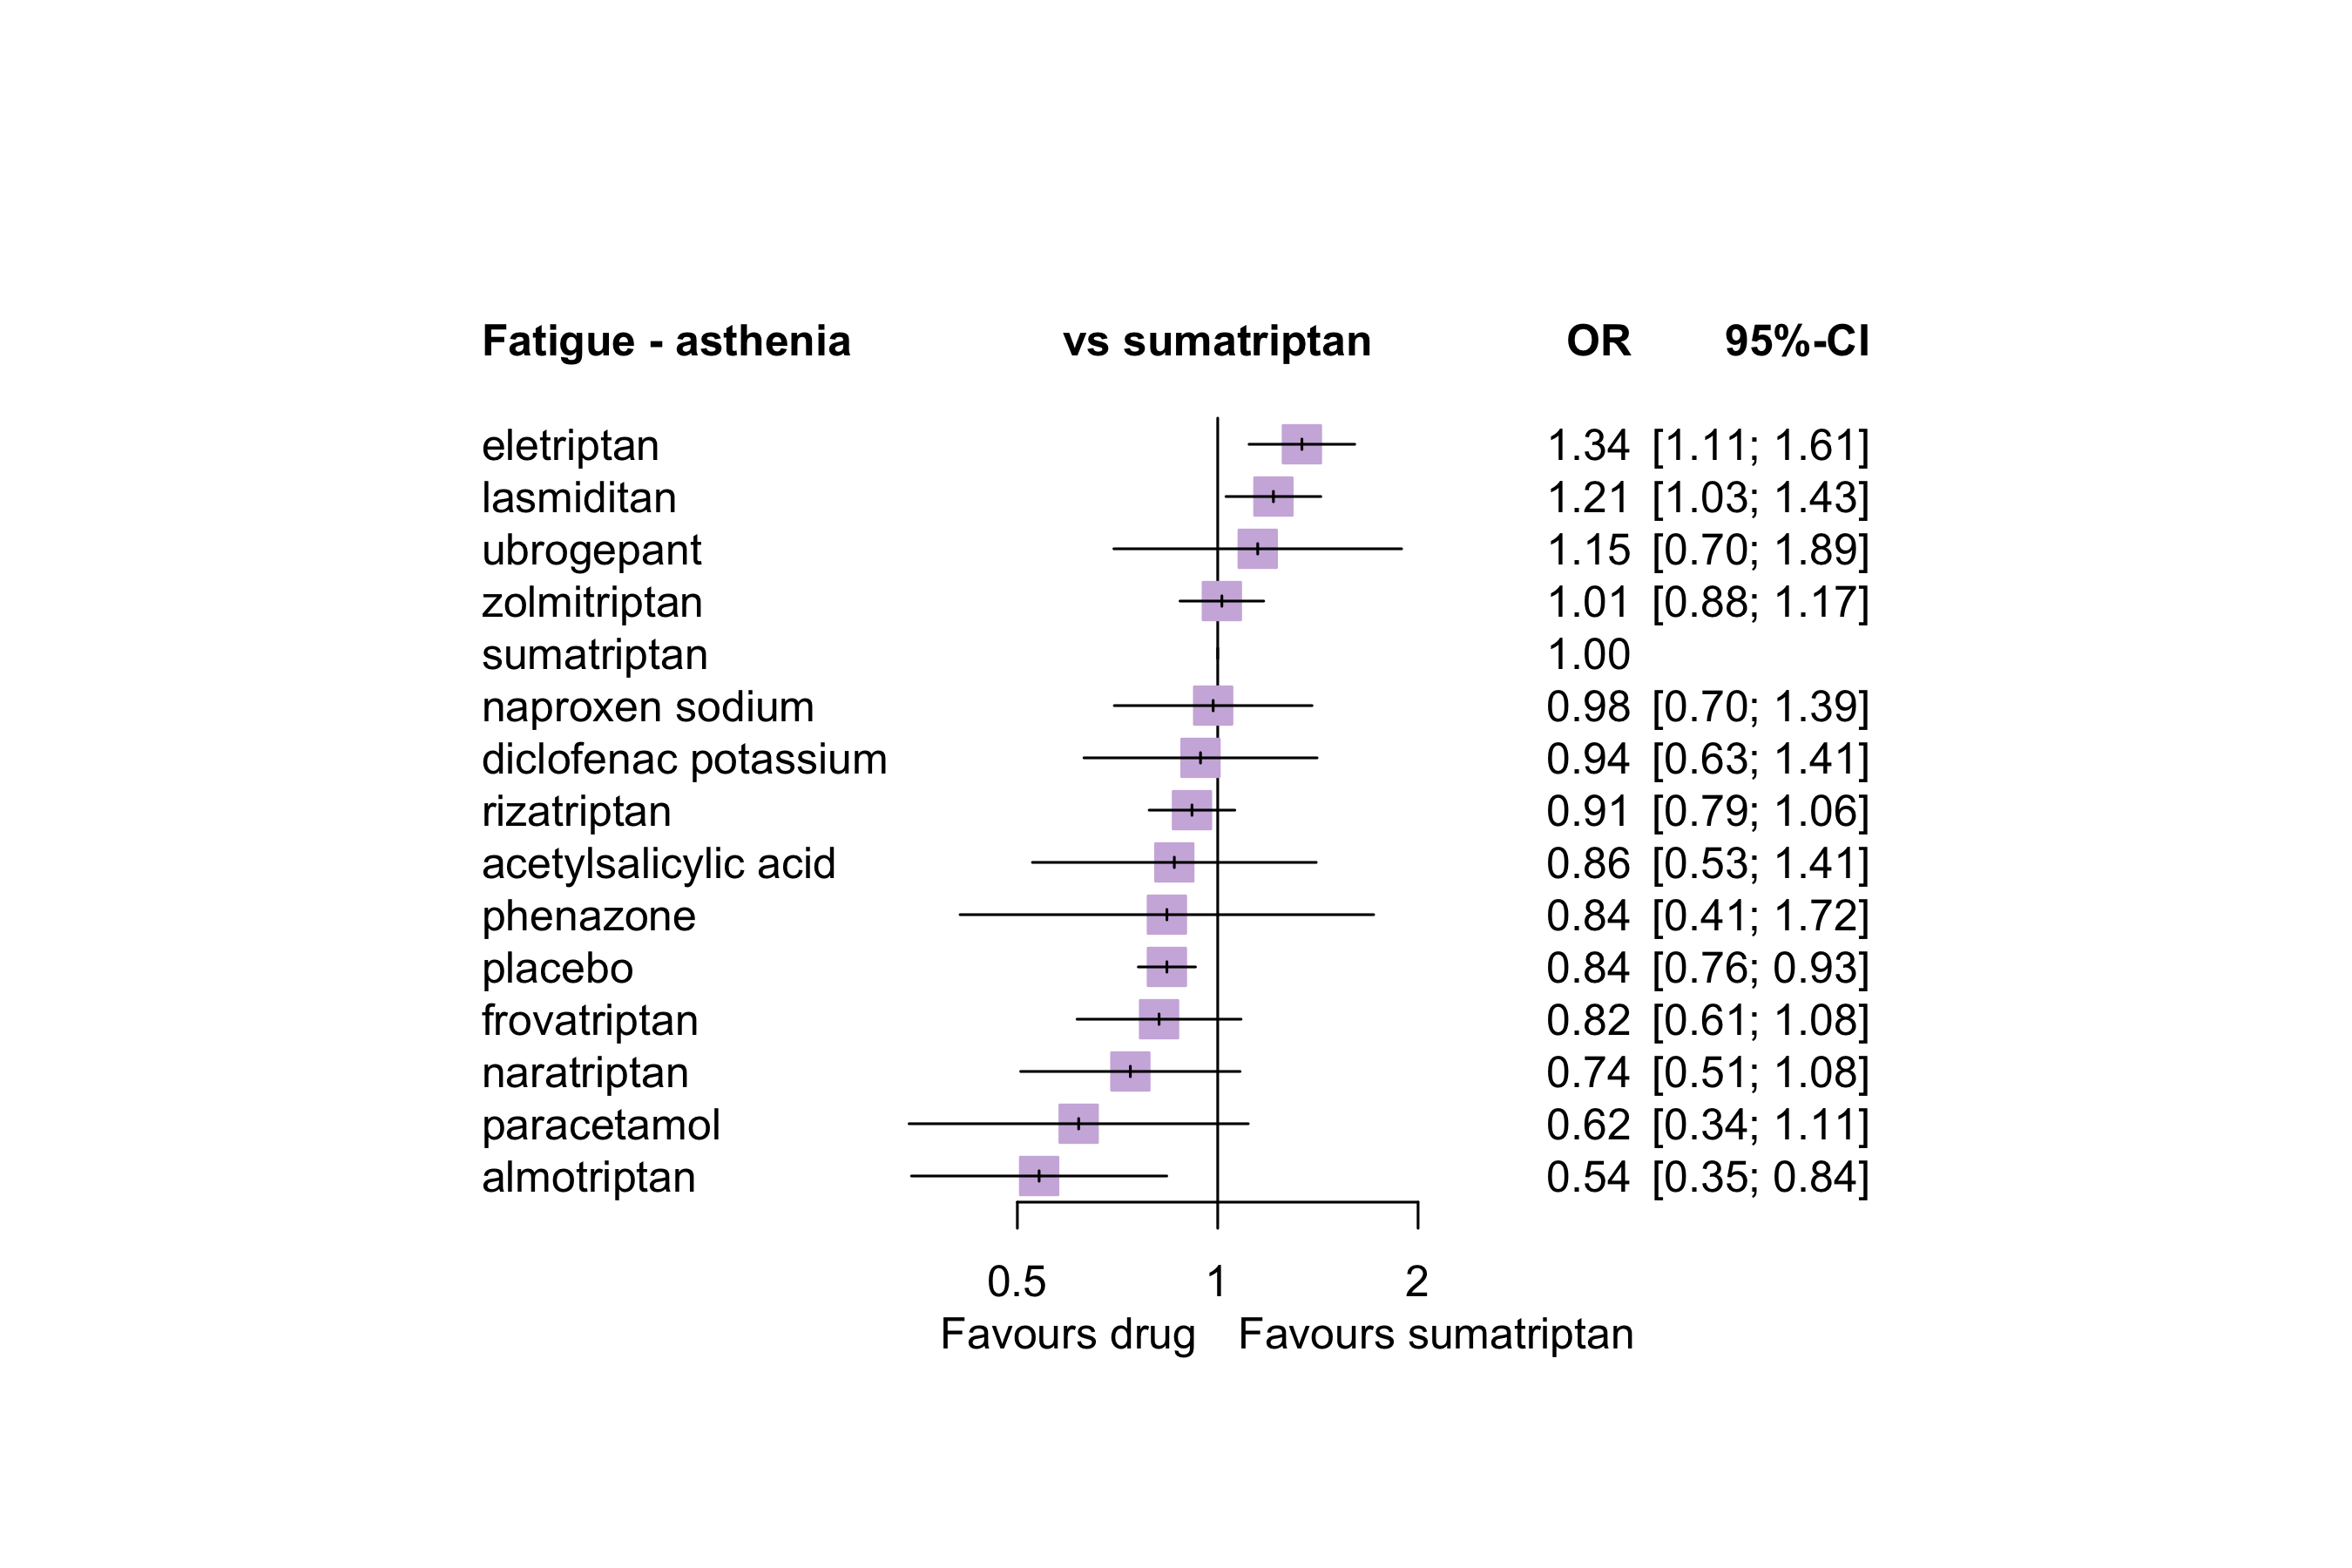 Fatigue - asthenia vs sumatriptan OR 95%-CI
eletriptan 1.34 [1.11; 1.61]
lasmiditan 1.21 [1.03; 1.43]
ubrogepant 1.15 [0.70; 1.89]
zolmitriptan 1.01 [0.88; 1.17]
sumatriptan 1.00
naproxen sodium 0.98 [0.70; 1.39]
diclofenac potassium 0.94 [0.63; 1.41]
rizatriptan 0.91 [0.79; 1.06]
acetylsalicylic acid 0.86 [0.53; 1.41]
phenazone 0.84 [0.41; 1.72]
placebo 0.84 [0.76; 0.93]
frovatriptan 0.82 [0.61; 1.08]
naratriptan 0.74 [0.51; 1.08]
paracetamol 0.62 [0.34; 1.11]
almotriptan 0.54 [0.35; 0.84]
0.5 1 2
Favours drug Favours sumatriptan